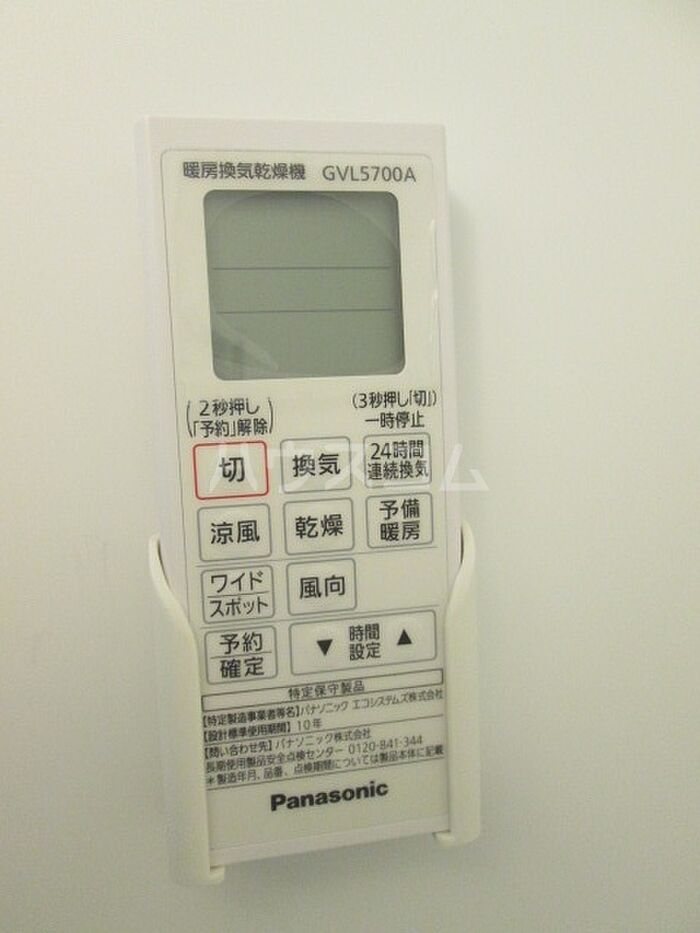 暖房換気乾燥機 GVL5700A
(2秒押し
「予約」解除)
(3秒押し「切」)
一時停止
切
換気
24時間
連続換気
涼風
乾燥
予備
暖房
ワイド
スポット
風向
予約
確定
▼ 時間設定 ▲
特定保守製品
【特定製造事業者等名】パナソニック エコシステムズ株式会社
【設計標準使用期間】10年
【問い合わせ先】パナソニック株式会社
長期使用製品安全点検センター 0120-841-344
*製造年月、品番、点検期間については製品本体に記載
Panasonic
ハウスコム